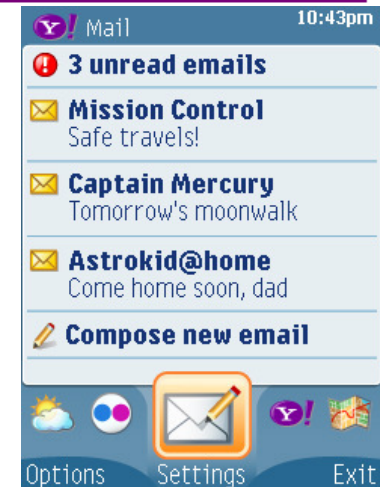 Y! Mail
10:43pm
3 unread emails
Mission Control
Safe travels!
Captain Mercury
Tomorrow's moonwalk
Astrokid@home
Come home soon, dad
Compose new email
Y!
Options Settings Exit